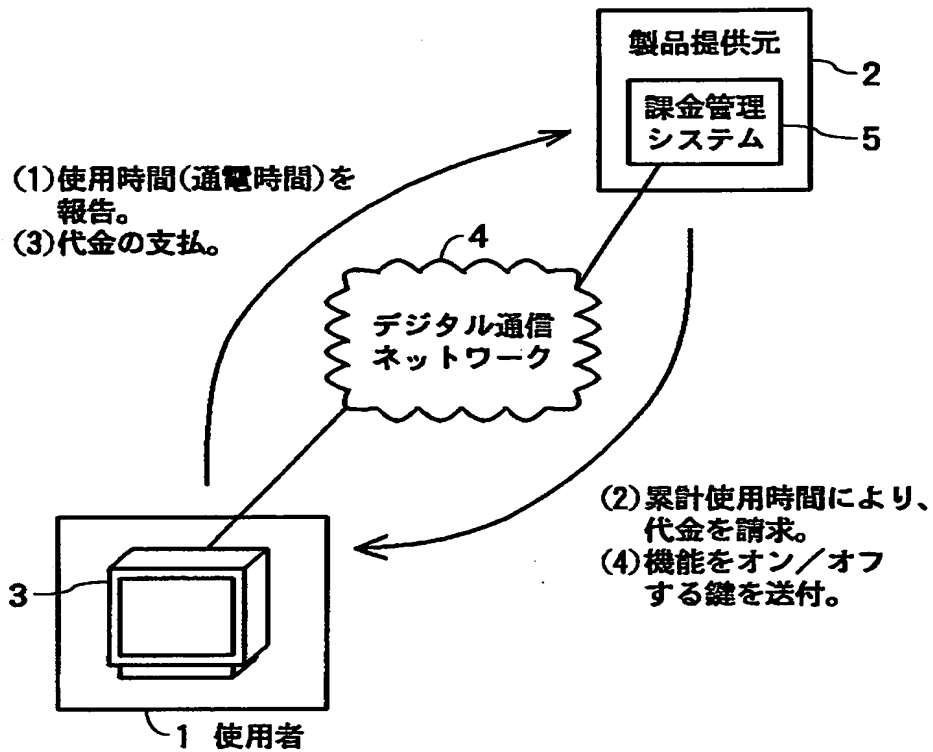 製品提供元
2
課金管理
システム
5
(1)使用時間(通電時間)を
報告。
(3)代金の支払。
4
デジタル通信
ネットワーク
(2)累計使用時間により、
代金を請求。
(4)機能をオン／オフ
する鍵を送付。
3
1 使用者